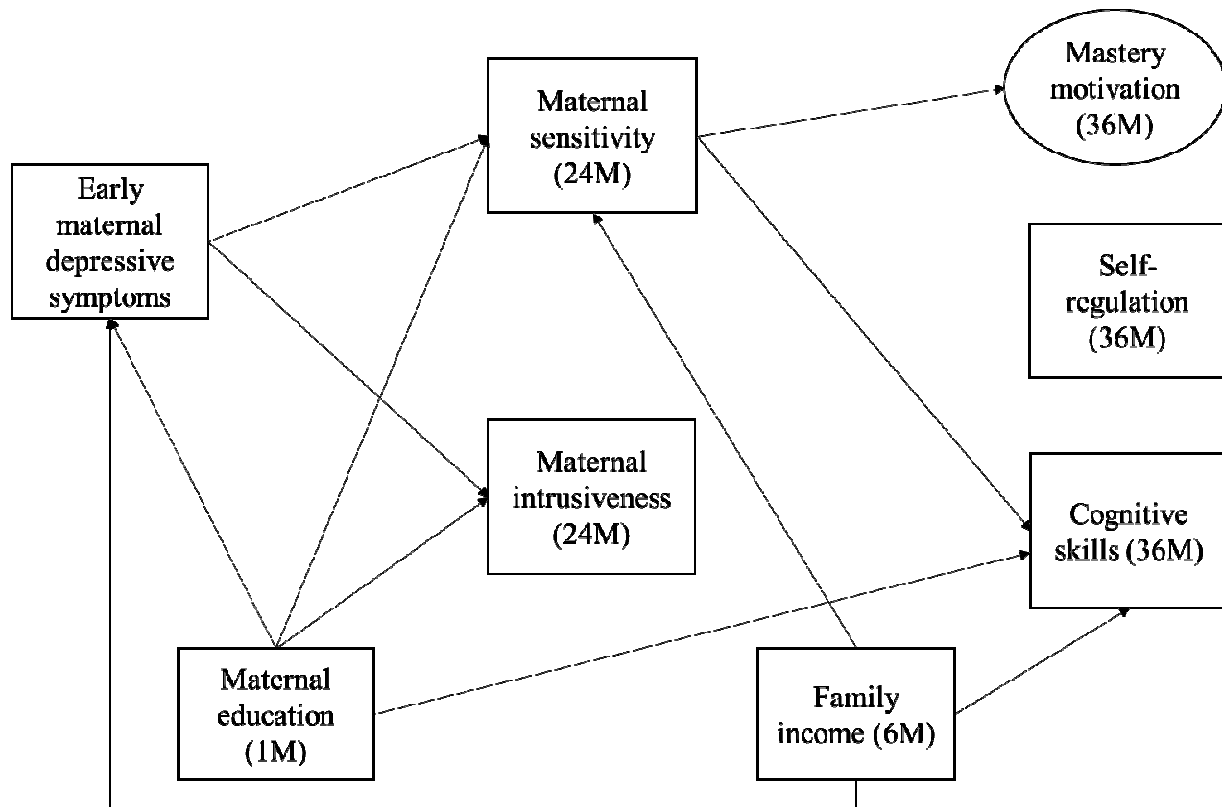 Mastery
motivation
(36M)
Maternal
sensitivity
(24M)
Early
maternal
depressive
symptoms
Self-
regulation
(36M)
Maternal
intrusiveness
(24M)
Cognitive
skills (36M)
Maternal
education
(1M)
Family
income (6M)